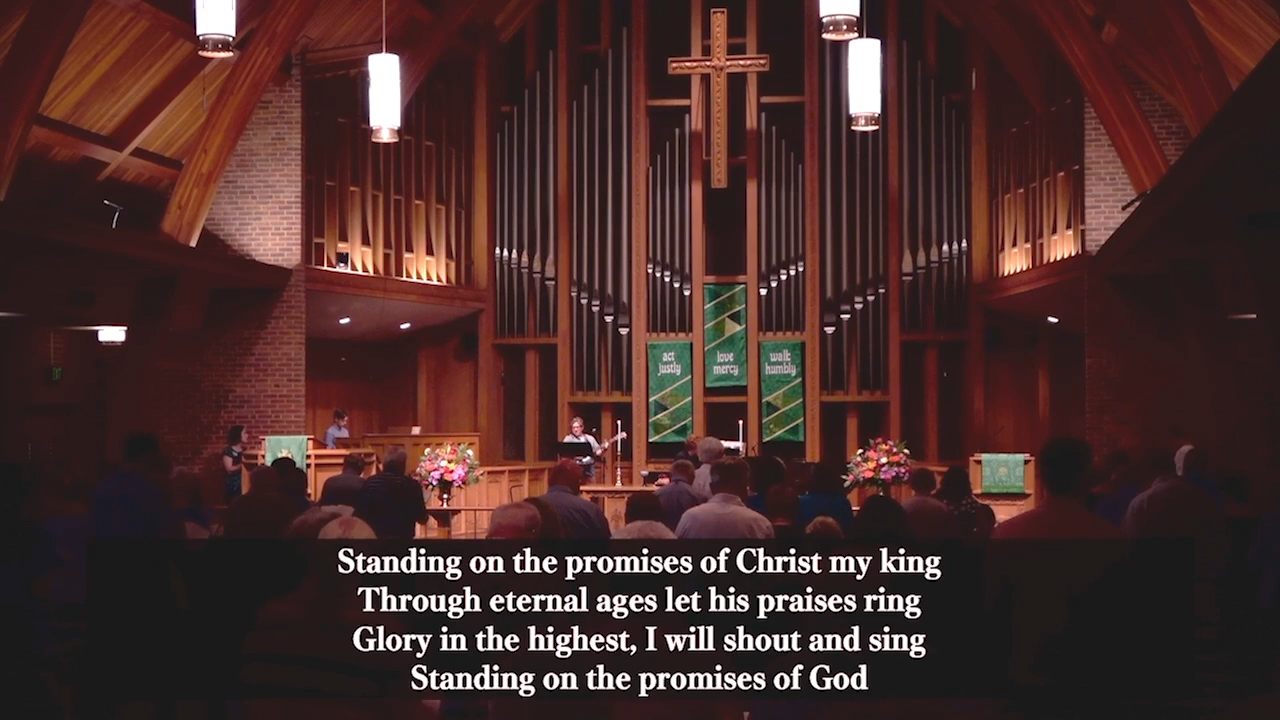 act
justly
love
mercy
walk
humbly
Standing on the promises of Christ my king
Through eternal ages let his praises ring
Glory in the highest, I will shout and sing
Standing on the promises of God